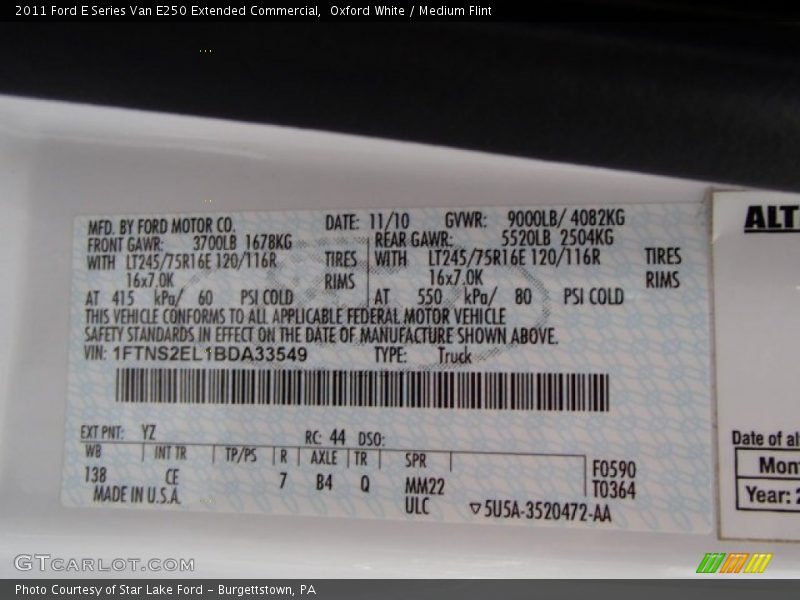 2011 Ford E Series Van E250 Extended Commercial, Oxford White / Medium Flint
MFD. BY FORD MOTOR CO. DATE: 11/10 GVWR: 9000LB/ 4082KG
FRONT GAWR: 3700LB 1678KG REAR GAWR: 5520LB 2504KG
WITH LT245/75R16E 120/116R TIRES WITH LT245/75R16E 120/116R TIRES
16x7.0K RIMS 16x7.0K RIMS
AT 415 kPa/ 60 PSI COLD AT 550 kPa/ 80 PSI COLD
THIS VEHICLE CONFORMS TO ALL APPLICABLE FEDERAL MOTOR VEHICLE
SAFETY STANDARDS IN EFFECT ON THE DATE OF MANUFACTURE SHOWN ABOVE.
VIN: 1FTNS2EL1BDA33549 TYPE: Truck
EXT PNT: YZ RC: 44 DSO:
WB INT TR TP/PS R AXLE TR SPR F0590
138 CE 7 B4 Q MM22 T0364
MADE IN U.S.A. ULC ▽5U5A-3520472-AA
ALT
Date of al
Mon
Year: 2
GTCARLOT.COM
Photo Courtesy of Star Lake Ford - Burgettstown, PA